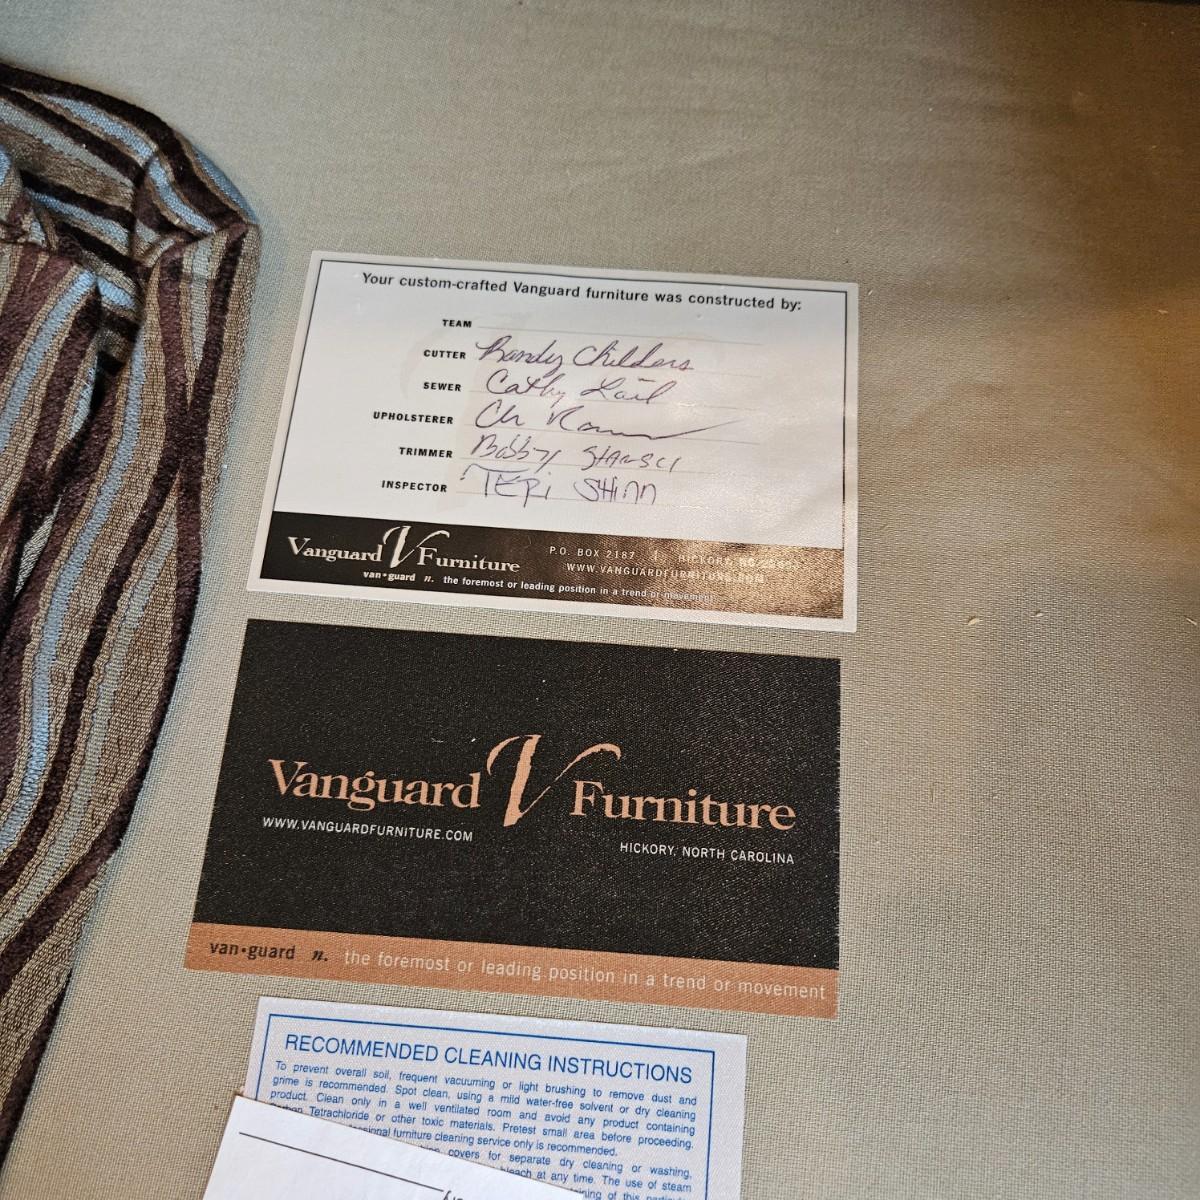 Your custom-crafted Vanguard furniture was constructed by:
TEAM
CUTTER Randy Childers
SEWER Cathy Lail
UPHOLSTERER
TRIMMER Bobby
INSPECTOR TERi SHinn
Vanguard V Furniture
P.O. BOX 2187 | HICKORY, NC
WWW.VANGUARDFURNITURE.COM
van•guard n. the foremost or leading position in a trend or movement
Vanguard V Furniture
WWW.VANGUARDFURNITURE.COM
HICKORY, NORTH CAROLINA
van•guard n. the foremost or leading position in a trend or movement
RECOMMENDED CLEANING INSTRUCTIONS
To prevent overall soil, frequent vacuuming or light brushing to remove dust and
grime is recommended. Spot clean, using a mild water-free solvent or dry cleaning
product. Clean only in a well ventilated room and avoid any product containing
Tetrachloride or other toxic materials. Pretest small area before proceeding.
furniture cleaning service only is recommended.
covers for separate dry cleaning or washing,
bleach at any time. The use of steam
of this